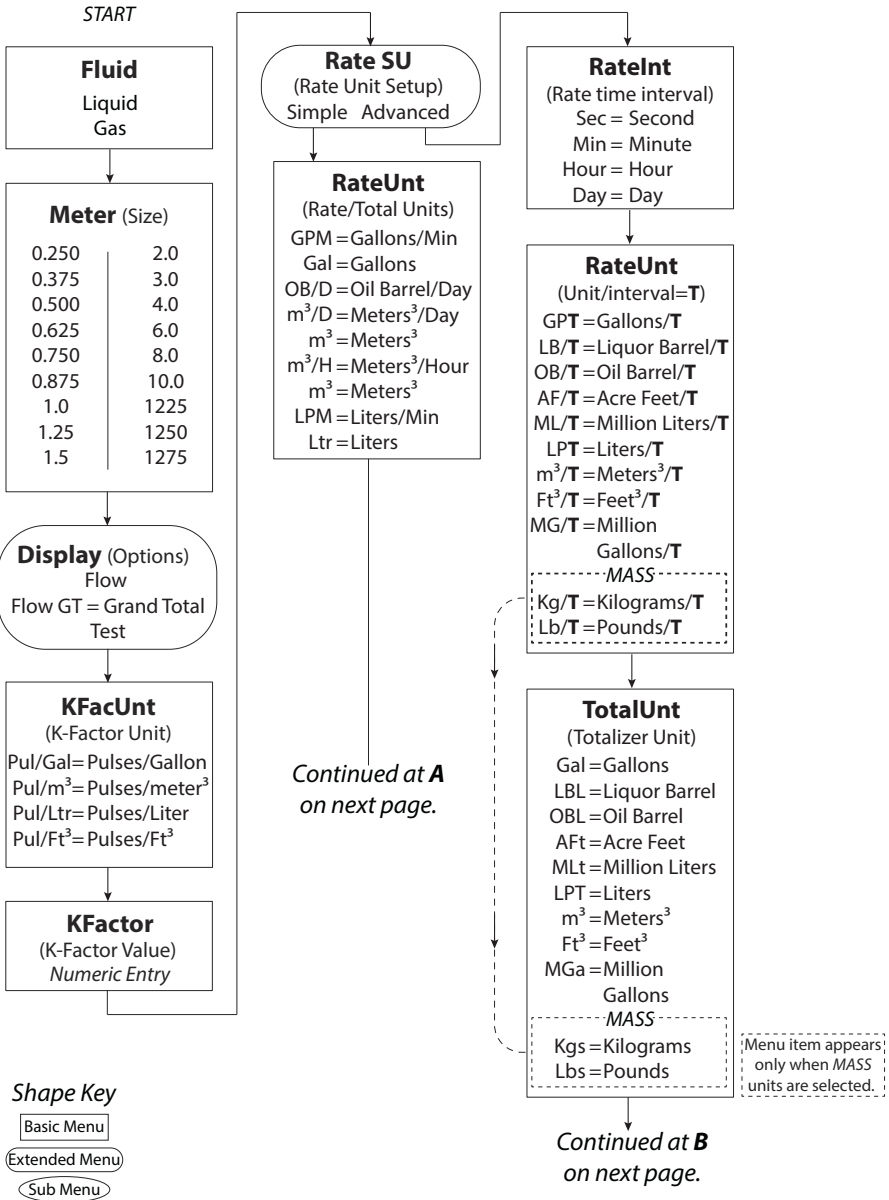 START
Fluid
Liquid
Gas
Meter (Size)
0.250 2.0
0.375 3.0
0.500 4.0
0.625 6.0
0.750 8.0
0.875 10.0
1.0 1225
1.25 1250
1.5 1275
Display (Options)
Flow
Flow GT = Grand Total
Test
KFacUnt
(K-Factor Unit)
Pul/Gal= Pulses/Gallon
Pul/m³= Pulses/meter³
Pul/Ltr= Pulses/Liter
Pul/Ft³= Pulses/Ft³
KFactor
(K-Factor Value)
Numeric Entry
Shape Key
Basic Menu
Extended Menu
Sub Menu
Rate SU
(Rate Unit Setup)
Simple Advanced
RateUnt
(Rate/Total Units)
GPM = Gallons/Min
Gal = Gallons
OB/D = Oil Barrel/Day
m³/D = Meters³/Day
m³ = Meters³
m³/H = Meters³/Hour
m³ = Meters³
LPM = Liters/Min
Ltr = Liters
Continued at A
on next page.
RateInt
(Rate time interval)
Sec = Second
Min = Minute
Hour = Hour
Day = Day
RateUnt
(Unit/interval=T)
GPT = Gallons/T
LB/T = Liquor Barrel/T
OB/T = Oil Barrel/T
AF/T = Acre Feet/T
ML/T = Million Liters/T
LPT = Liters/T
m³/T = Meters³/T
Ft³/T = Feet³/T
MG/T = Million
Gallons/T
MASS
Kg/T = Kilograms/T
Lb/T = Pounds/T
TotalUnt
(Totalizer Unit)
Gal = Gallons
LBL = Liquor Barrel
OBL = Oil Barrel
AFt = Acre Feet
MLt = Million Liters
LPT = Liters
m³ = Meters³
Ft³ = Feet³
MGa = Million
Gallons
MASS
Kgs = Kilograms
Lbs = Pounds
Menu item appears
only when MASS
units are selected.
Continued at B
on next page.